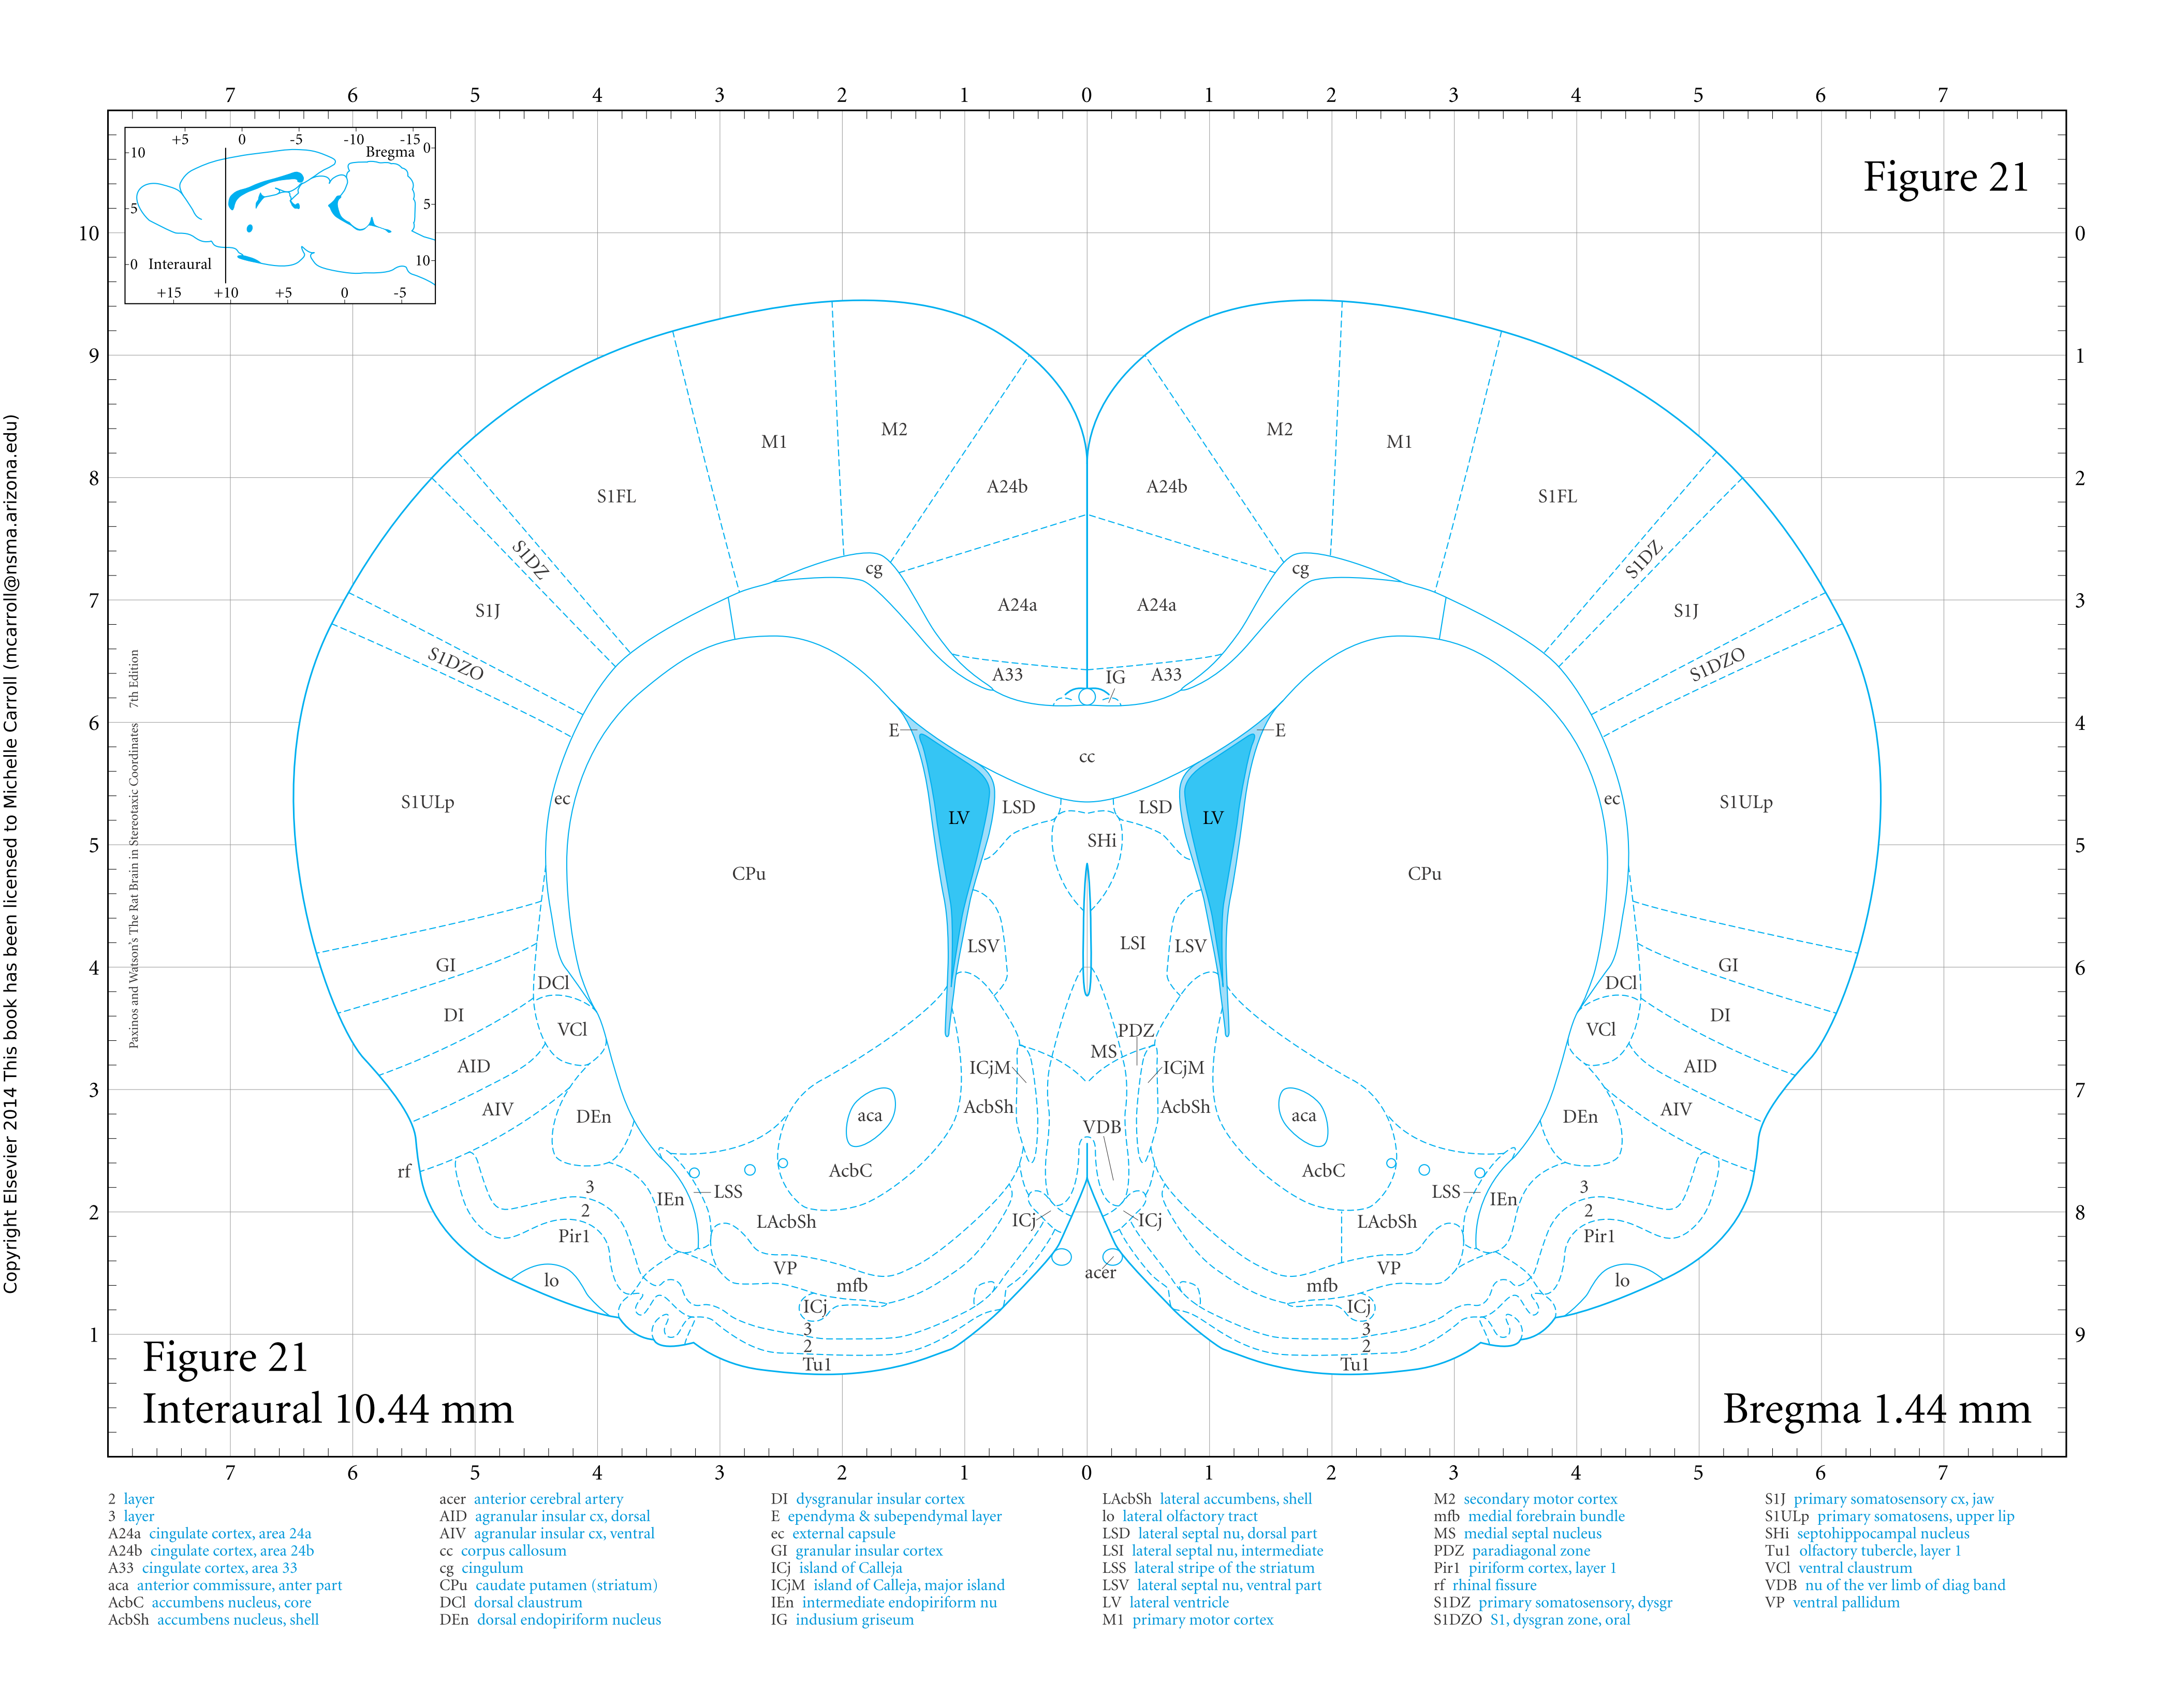 7 6 5 4 3 2 1 0 1 2 3 4 5 6 7
+5 0 -5 -10 -15
Bregma 0
10
5 5
10
0 Interaural
+15 +10 +5 0 -5
Figure 21
10 0
9 1
8 2
7 3
6 4
5 5
4 6
3 7
2 8
1 9
M1 M2 M2 M1
S1FL A24b A24b S1FL
S1DZ cg cg S1DZ
S1J A24a A24a S1J
S1DZO A33 IG A33 S1DZO
E E
cc
S1ULp ec LV LSD LSD LV ec S1ULp
SHi
CPu CPu
LSV LSI LSV
GI GI
DCl DCl
DI VCl PDZ VCl DI
MS
AID ICjM ICjM AID
AIV DEn aca AcbSh AcbSh aca DEn AIV
VDB
rf AcbC AcbC
3 IEn LSS LSS IEn 3
2 2
LAcbSh ICj ICj LAcbSh
Pir1 Pir1
VP acer VP
lo mfb mfb lo
ICj ICj
3 3
2 2
Tu1 Tu1
Copyright Elsevier 2014 This book has been licensed to Michelle Carroll (mcarroll@nsma.arizona.edu)
Paxinos and Watson's The Rat Brain in Stereotaxic Coordinates 7th Edition
Figure 21
Interaural 10.44 mm
Bregma 1.44 mm
7 6 5 4 3 2 1 0 1 2 3 4 5 6 7
2 layer
3 layer
A24a cingulate cortex, area 24a
A24b cingulate cortex, area 24b
A33 cingulate cortex, area 33
aca anterior commissure, anter part
AcbC accumbens nucleus, core
AcbSh accumbens nucleus, shell
acer anterior cerebral artery
AID agranular insular cx, dorsal
AIV agranular insular cx, ventral
cc corpus callosum
cg cingulum
CPu caudate putamen (striatum)
DCl dorsal claustrum
DEn dorsal endopiriform nucleus
DI dysgranular insular cortex
E ependyma & subependymal layer
ec external capsule
GI granular insular cortex
ICj island of Calleja
ICjM island of Calleja, major island
IEn intermediate endopiriform nu
IG indusium griseum
LAcbSh lateral accumbens, shell
lo lateral olfactory tract
LSD lateral septal nu, dorsal part
LSI lateral septal nu, intermediate
LSS lateral stripe of the striatum
LSV lateral septal nu, ventral part
LV lateral ventricle
M1 primary motor cortex
M2 secondary motor cortex
mfb medial forebrain bundle
MS medial septal nucleus
PDZ paradiagonal zone
Pir1 piriform cortex, layer 1
rf rhinal fissure
S1DZ primary somatosensory, dysgr
S1DZO S1, dysgran zone, oral
S1J primary somatosensory cx, jaw
S1ULp primary somatosens, upper lip
SHi septohippocampal nucleus
Tu1 olfactory tubercle, layer 1
VCl ventral claustrum
VDB nu of the ver limb of diag band
VP ventral pallidum